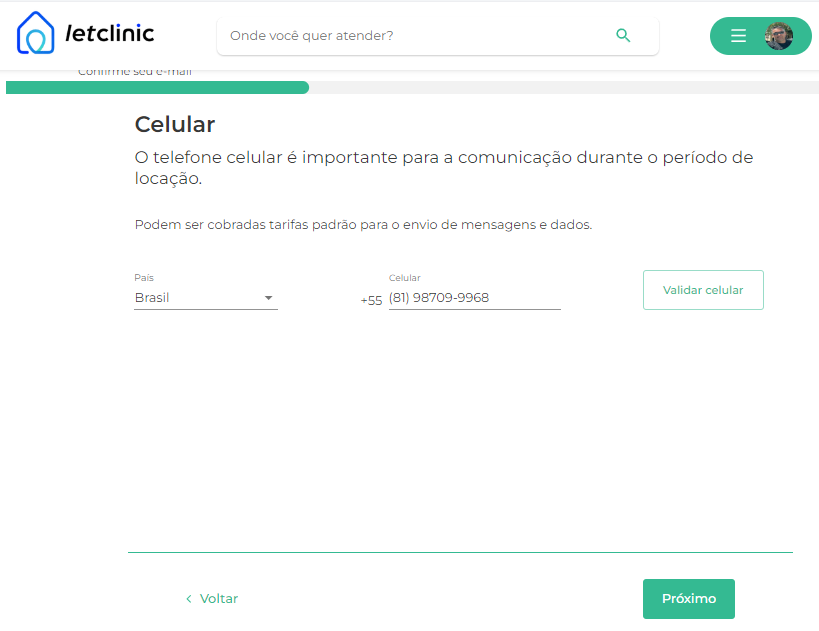 letclinic
Onde você quer atender?
Confirme seu e-mail
Celular
O telefone celular é importante para a comunicação durante o período de
locação.
Podem ser cobradas tarifas padrão para o envio de mensagens e dados.
País
Celular
Brasil
+55 (81) 98709-9968
Validar celular
Voltar
Próximo